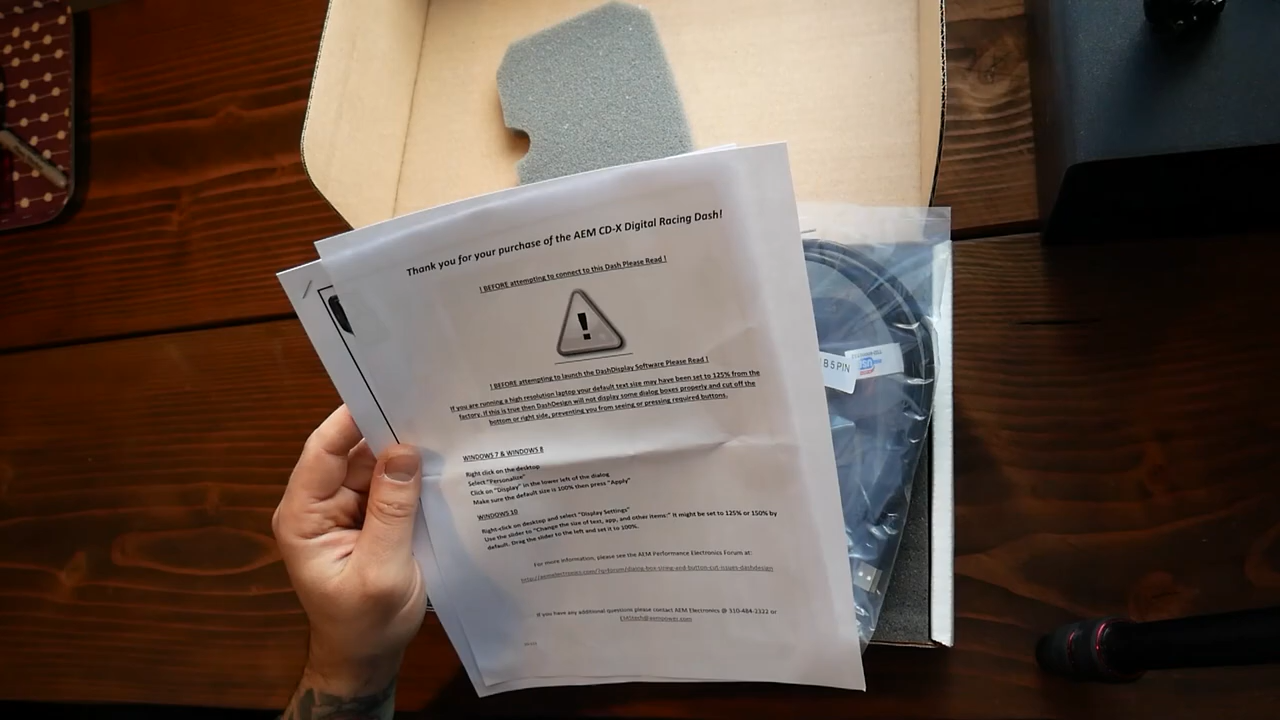 Thank you for your purchase of the AEM CD-X Digital Racing Dash!
! BEFORE attempting to connect to this Dash Please Read !
!
! BEFORE attempting to launch the DashDisplay Software Please Read !
If you are running a high resolution laptop your default text size may have been set to 125% from the
factory. If this is true then DashDesign will not display some dialog boxes properly and cut off the
bottom or right side, preventing you from seeing or pressing required buttons.
WINDOWS 7 & WINDOWS 8
Right click on the desktop
Select "Personalize"
Click on "Display" in the lower left of the dialog
Make sure the default size is 100% then press "Apply"
WINDOWS 10
Right-click on desktop and select "Display Settings"
Use the slider to "Change the size of text, app, and other items:" It might be set to 125% or 150% by
default. Drag the slider to the left and set it to 100%.
For more information, please see the AEM Performance Electronics Forum at:
If you have any additional questions please contact AEM Electronics @ 310-484-2322 or
B 5 PIN